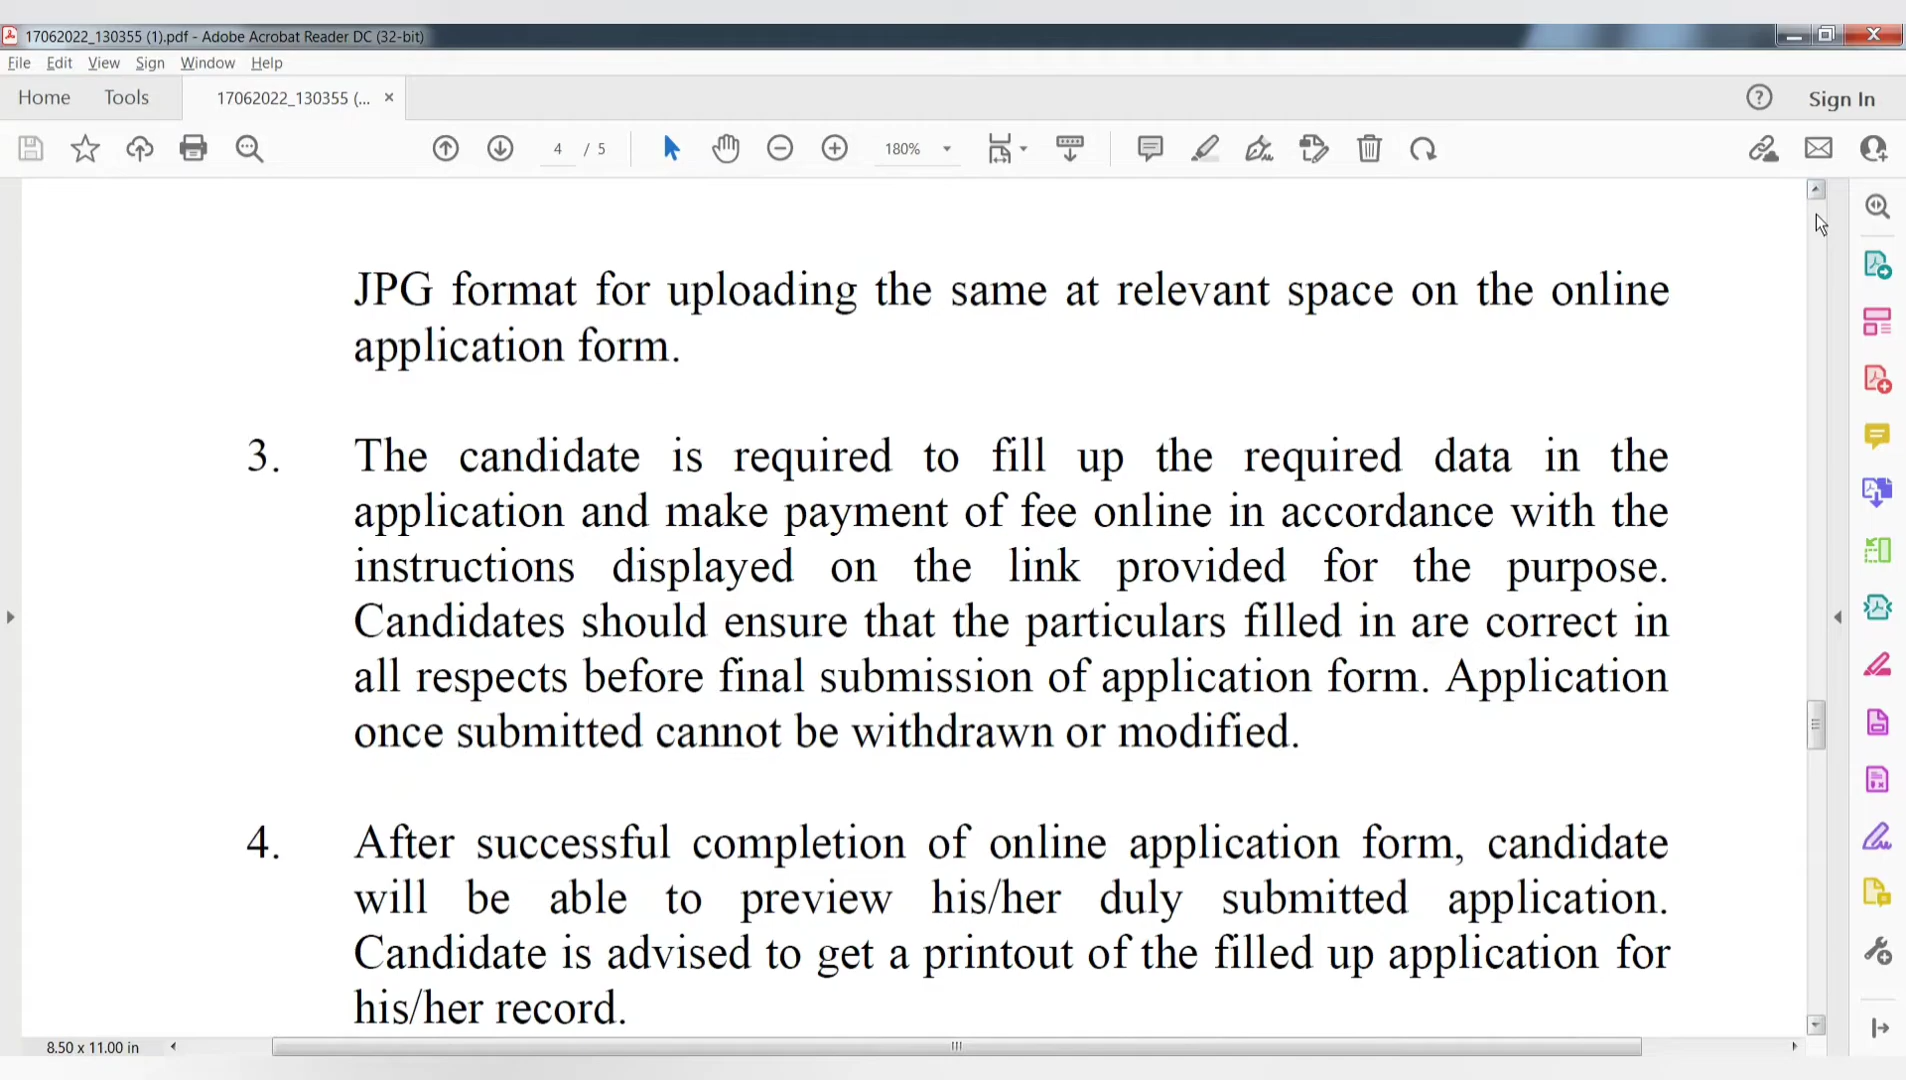 17062022_130355 (1).pdf - Adobe Acrobat Reader DC (32-bit)
File Edit View Sign Window Help
Home Tools 17062022_130355 (... × Sign In
4 / 5 180%
JPG format for uploading the same at relevant space on the online
application form.
3. The candidate is required to fill up the required data in the
application and make payment of fee online in accordance with the
instructions displayed on the link provided for the purpose.
Candidates should ensure that the particulars filled in are correct in
all respects before final submission of application form. Application
once submitted cannot be withdrawn or modified.
4. After successful completion of online application form, candidate
will be able to preview his/her duly submitted application.
Candidate is advised to get a printout of the filled up application for
his/her record.
8.50 x 11.00 in